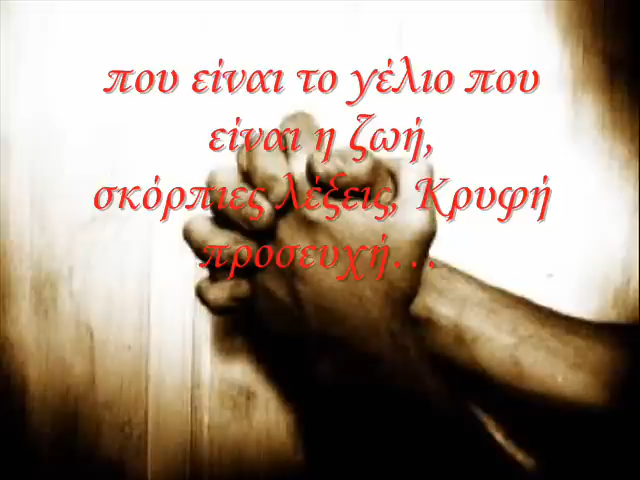 που είναι το γέλιο που
είναι η ζωή,
σκόρπιες λέξεις, Κρυφή
προσευχή...